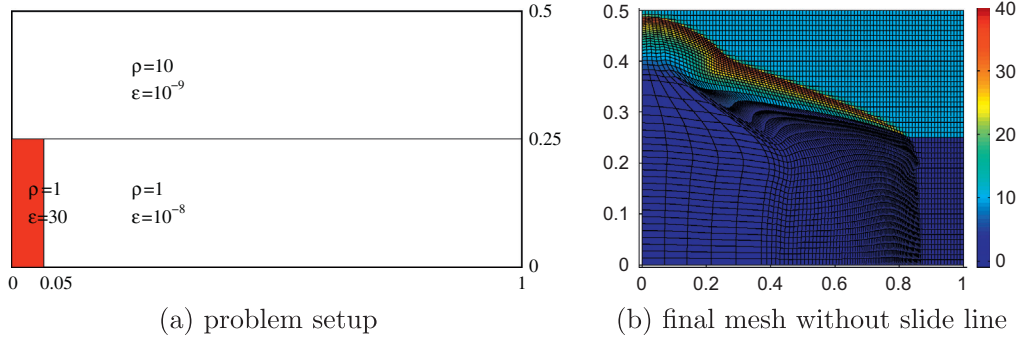 0.5
ρ=10
ε=10⁻⁹
0.25
ρ=1
ρ=1
ε=30
ε=10⁻⁸
0
0
0.05
1
(a) problem setup
0.5
0.4
0.3
0.2
0.1
0
0
0.2
0.4
0.6
0.8
1
40
30
20
10
0
(b) final mesh without slide line